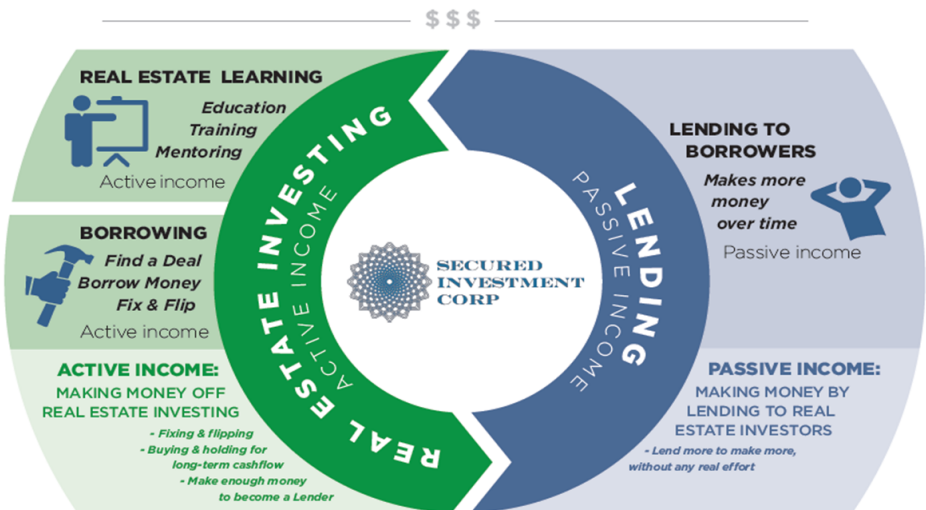 $ $ $
REAL ESTATE LEARNING
Education
Training
Mentoring
Active income
BORROWING
Find a Deal
Borrow Money
Fix & Flip
Active income
ACTIVE INCOME:
MAKING MONEY OFF
REAL ESTATE INVESTING
- Fixing & flipping
- Buying & holding for
long-term cashflow
- Make enough money
to become a Lender
REAL ESTATE INVESTING
ACTIVE INCOME
SECURED
INVESTMENT
CORP
LENDING
PASSIVE INCOME
LENDING TO
BORROWERS
Makes more
money
over time
Passive income
PASSIVE INCOME:
MAKING MONEY BY
LENDING TO REAL
ESTATE INVESTORS
- Lend more to make more,
without any real effort